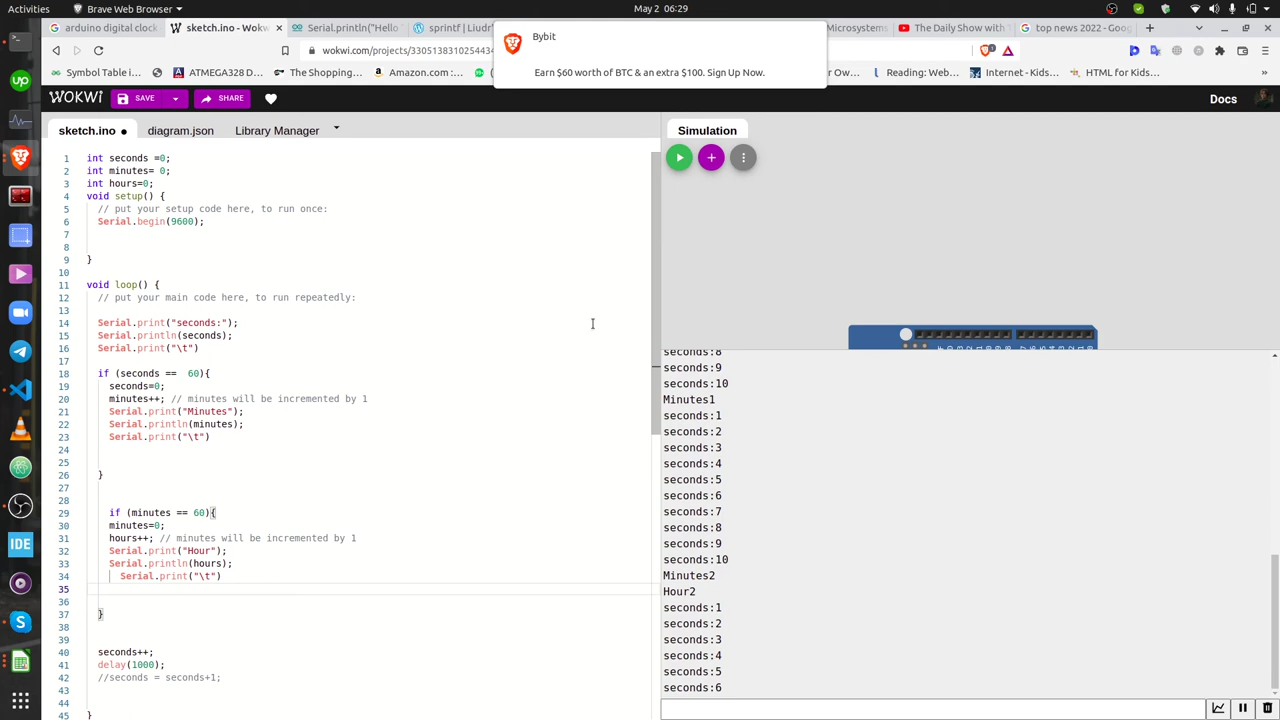 Activities
Brave Web Browser
May 2 06:29
arduino digital clock
sketch.ino - Wokw
Serial.println("Hello
sprintf | Liudr
Microsystems
The Daily Show with T
top news 2022 - Goog
wokwi.com/projects/33051383102544
Bybit
Earn $60 worth of BTC & an extra $100. Sign Up Now.
Symbol Table i...
ATMEGA328 D...
The Shopping...
Amazon.com :...
r Ow...
Reading: Web...
Internet - Kids...
HTML for Kids...
WOKWI
SAVE
SHARE
Docs
sketch.ino
diagram.json
Library Manager
Simulation
1 int seconds =0;
2 int minutes= 0;
3 int hours=0;
4 void setup() {
5 // put your setup code here, to run once:
6 Serial.begin(9600);
7
8
9 }
10
11 void loop() {
12 // put your main code here, to run repeatedly:
13
14 Serial.print("seconds:");
15 Serial.println(seconds);
16 Serial.print("\t")
17
18 if (seconds == 60){
19 seconds=0;
20 minutes++; // minutes will be incremented by 1
21 Serial.print("Minutes");
22 Serial.println(minutes);
23 Serial.print("\t")
24
25
26 }
27
28
29 if (minutes == 60){
30 minutes=0;
31 hours++; // minutes will be incremented by 1
32 Serial.print("Hour");
33 Serial.println(hours);
34 Serial.print("\t")
35
36
37 }
38
39
40 seconds++;
41 delay(1000);
42 //seconds = seconds+1;
43
44
45 }
seconds:8
seconds:9
seconds:10
Minutes1
seconds:1
seconds:2
seconds:3
seconds:4
seconds:5
seconds:6
seconds:7
seconds:8
seconds:9
seconds:10
Minutes2
Hour2
seconds:1
seconds:2
seconds:3
seconds:4
seconds:5
seconds:6
up
IDE